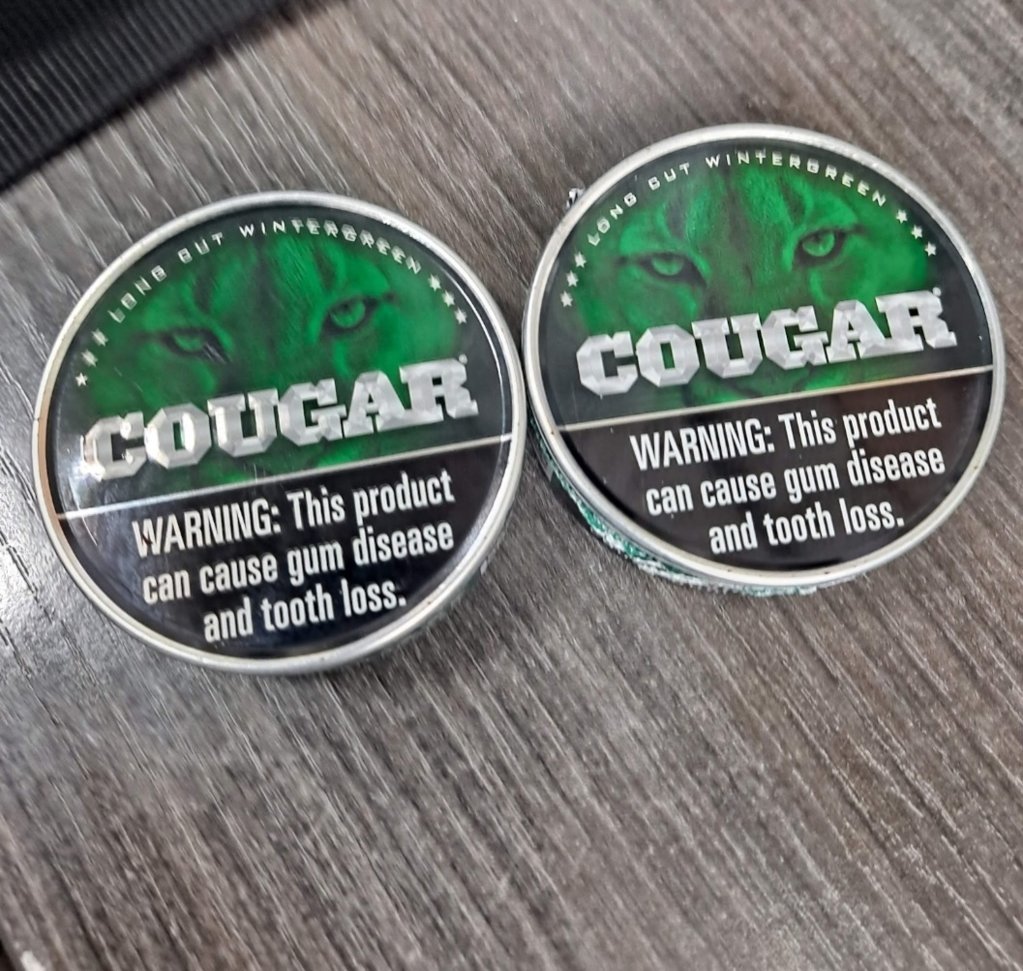 LONG CUT WINTERGREEN
COUGAR®
WARNING: This product
can cause gum disease
and tooth loss.
LONG CUT WINTERGREEN
COUGAR®
WARNING: This product
can cause gum disease
and tooth loss.